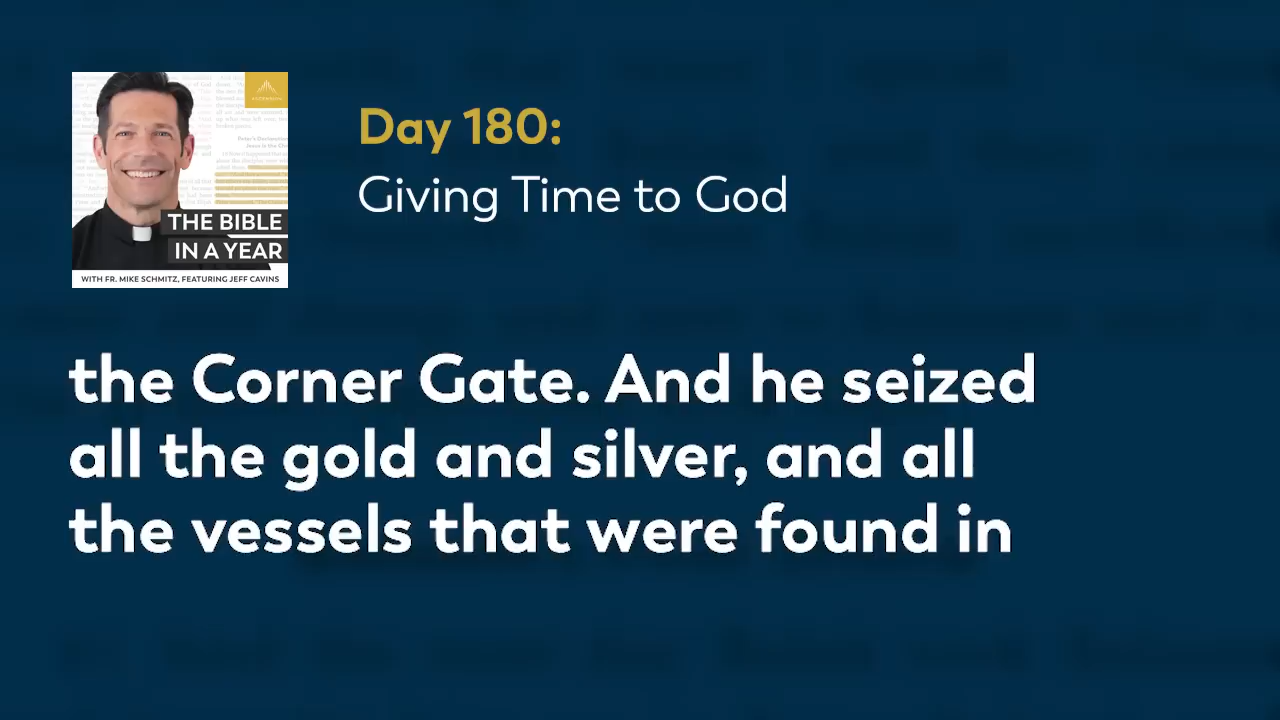 ASCENSION
THE BIBLE
IN A YEAR
WITH FR. MIKE SCHMITZ, FEATURING JEFF CAVINS
Day 180:
Giving Time to God
the Corner Gate. And he seized
all the gold and silver, and all
the vessels that were found in